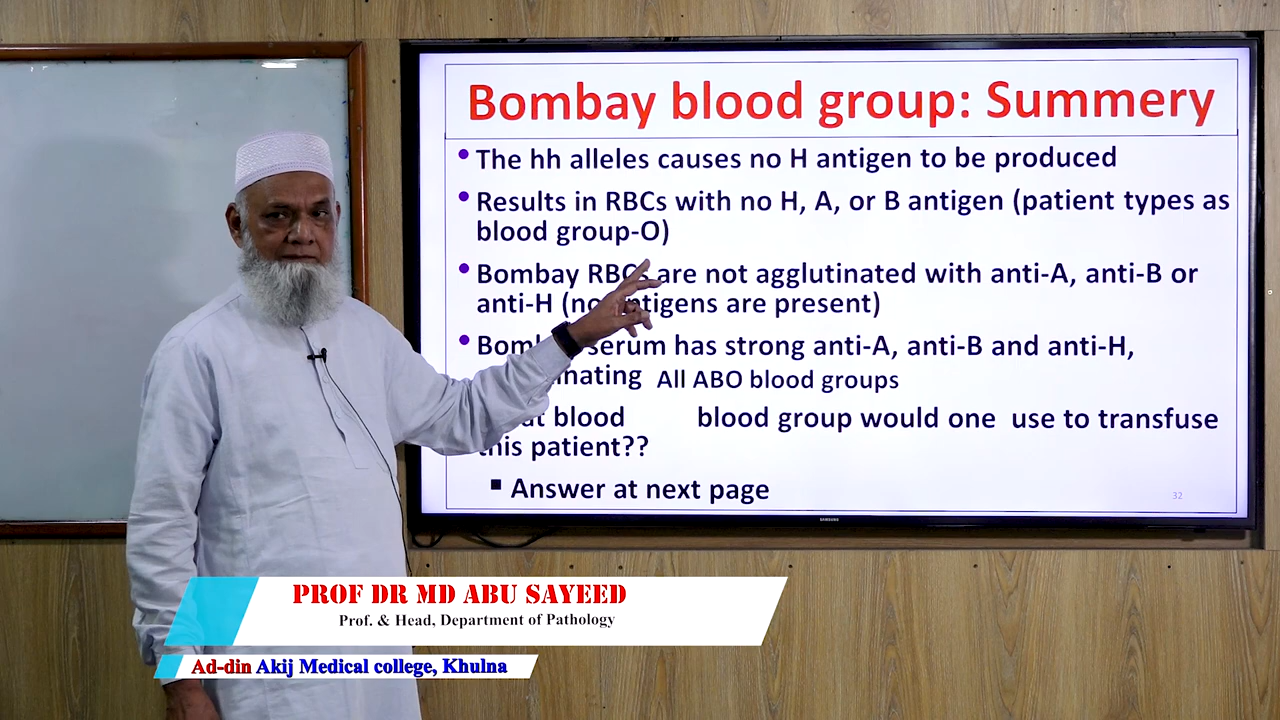 Bombay blood group: Summery
• The hh alleles causes no H antigen to be produced
• Results in RBCs with no H, A, or B antigen (patient types as
blood group-O)
• Bombay RBCs are not agglutinated with anti-A, anti-B or
anti-H (no antigens are present)
• serum has strong anti-A, anti-B and anti-H,
All ABO blood groups
blood blood group would one use to transfuse
this patient??
▪ Answer at next page
32
SAMSUNG
PROF DR MD ABU SAYEED
Prof. & Head, Department of Pathology
Ad-din Akij Medical college, Khulna